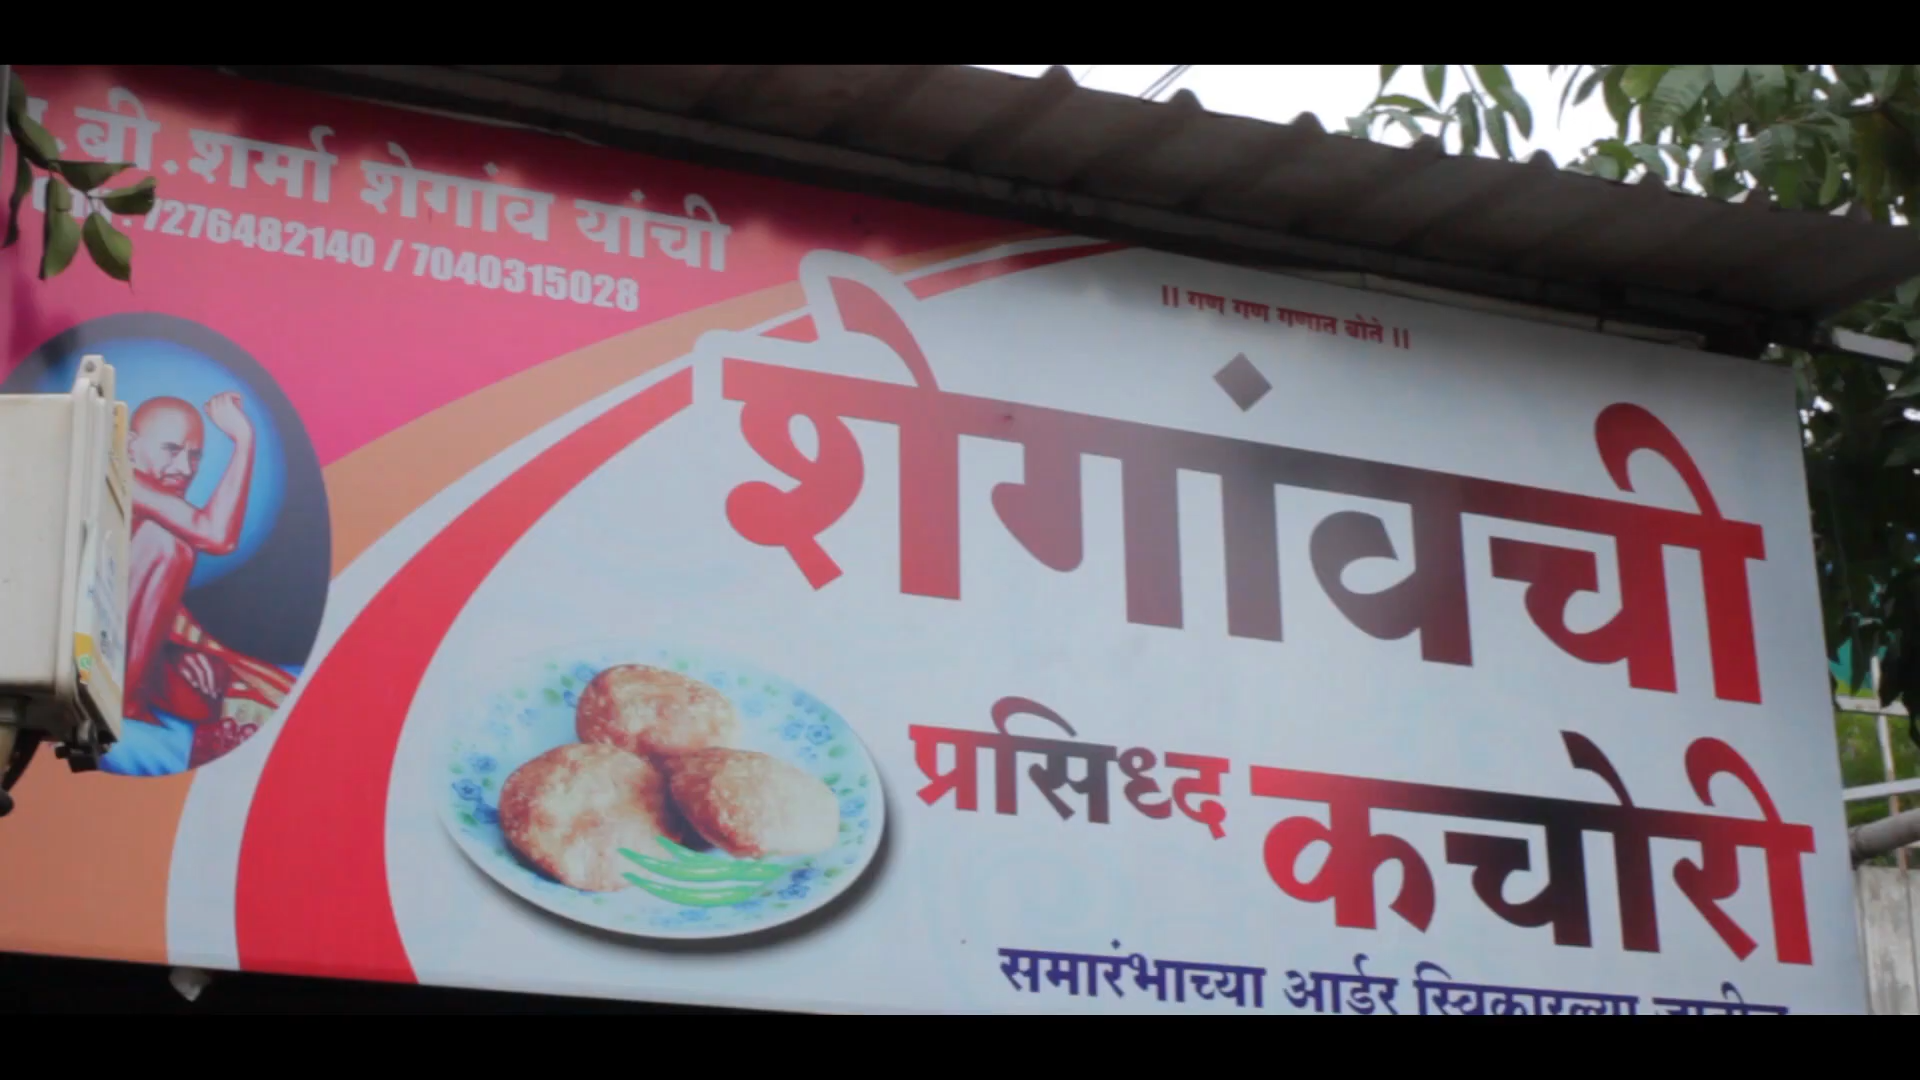 .बी.शर्मा शेगांव यांची
7276482140 / 7040315028
।। गण गण गणात बोते ।।
शेगांवची
प्रसिध्द कचोरी
समारंभाच्या आर्डर स्विकारल्या जातील